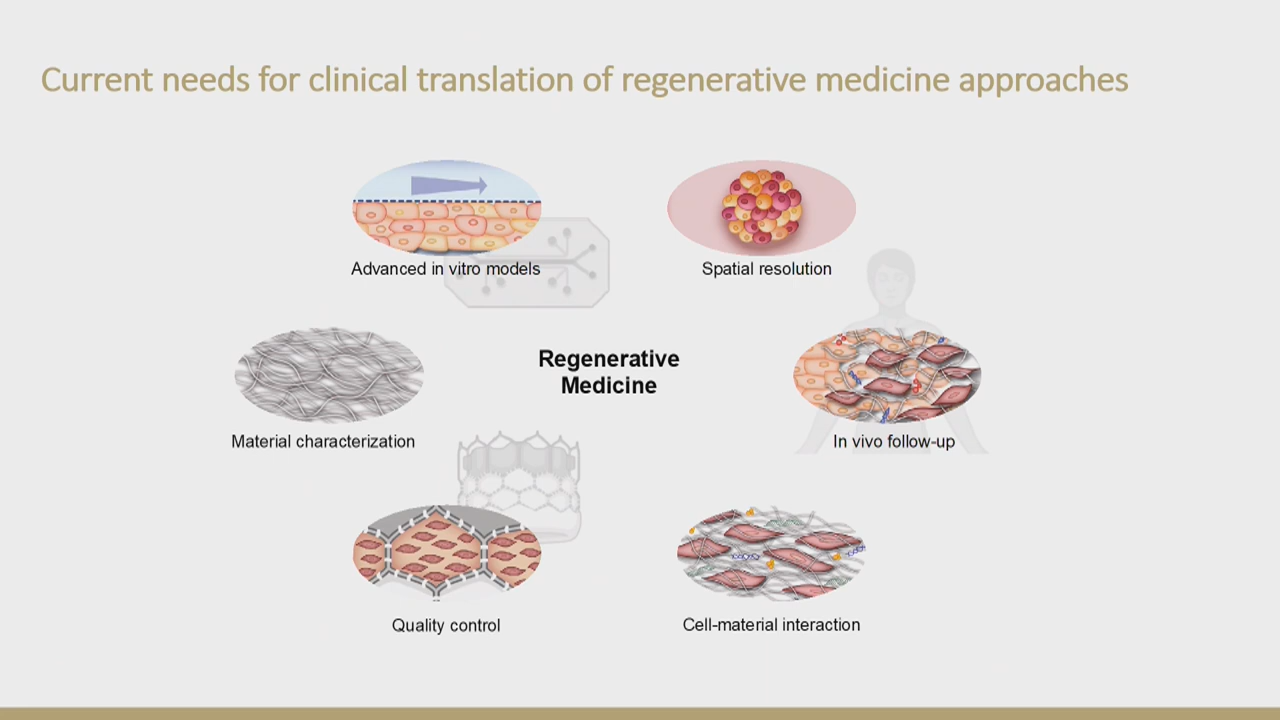 Current needs for clinical translation of regenerative medicine approaches
Advanced in vitro models
Spatial resolution
Regenerative
Medicine
Material characterization
In vivo follow-up
Quality control
Cell-material interaction